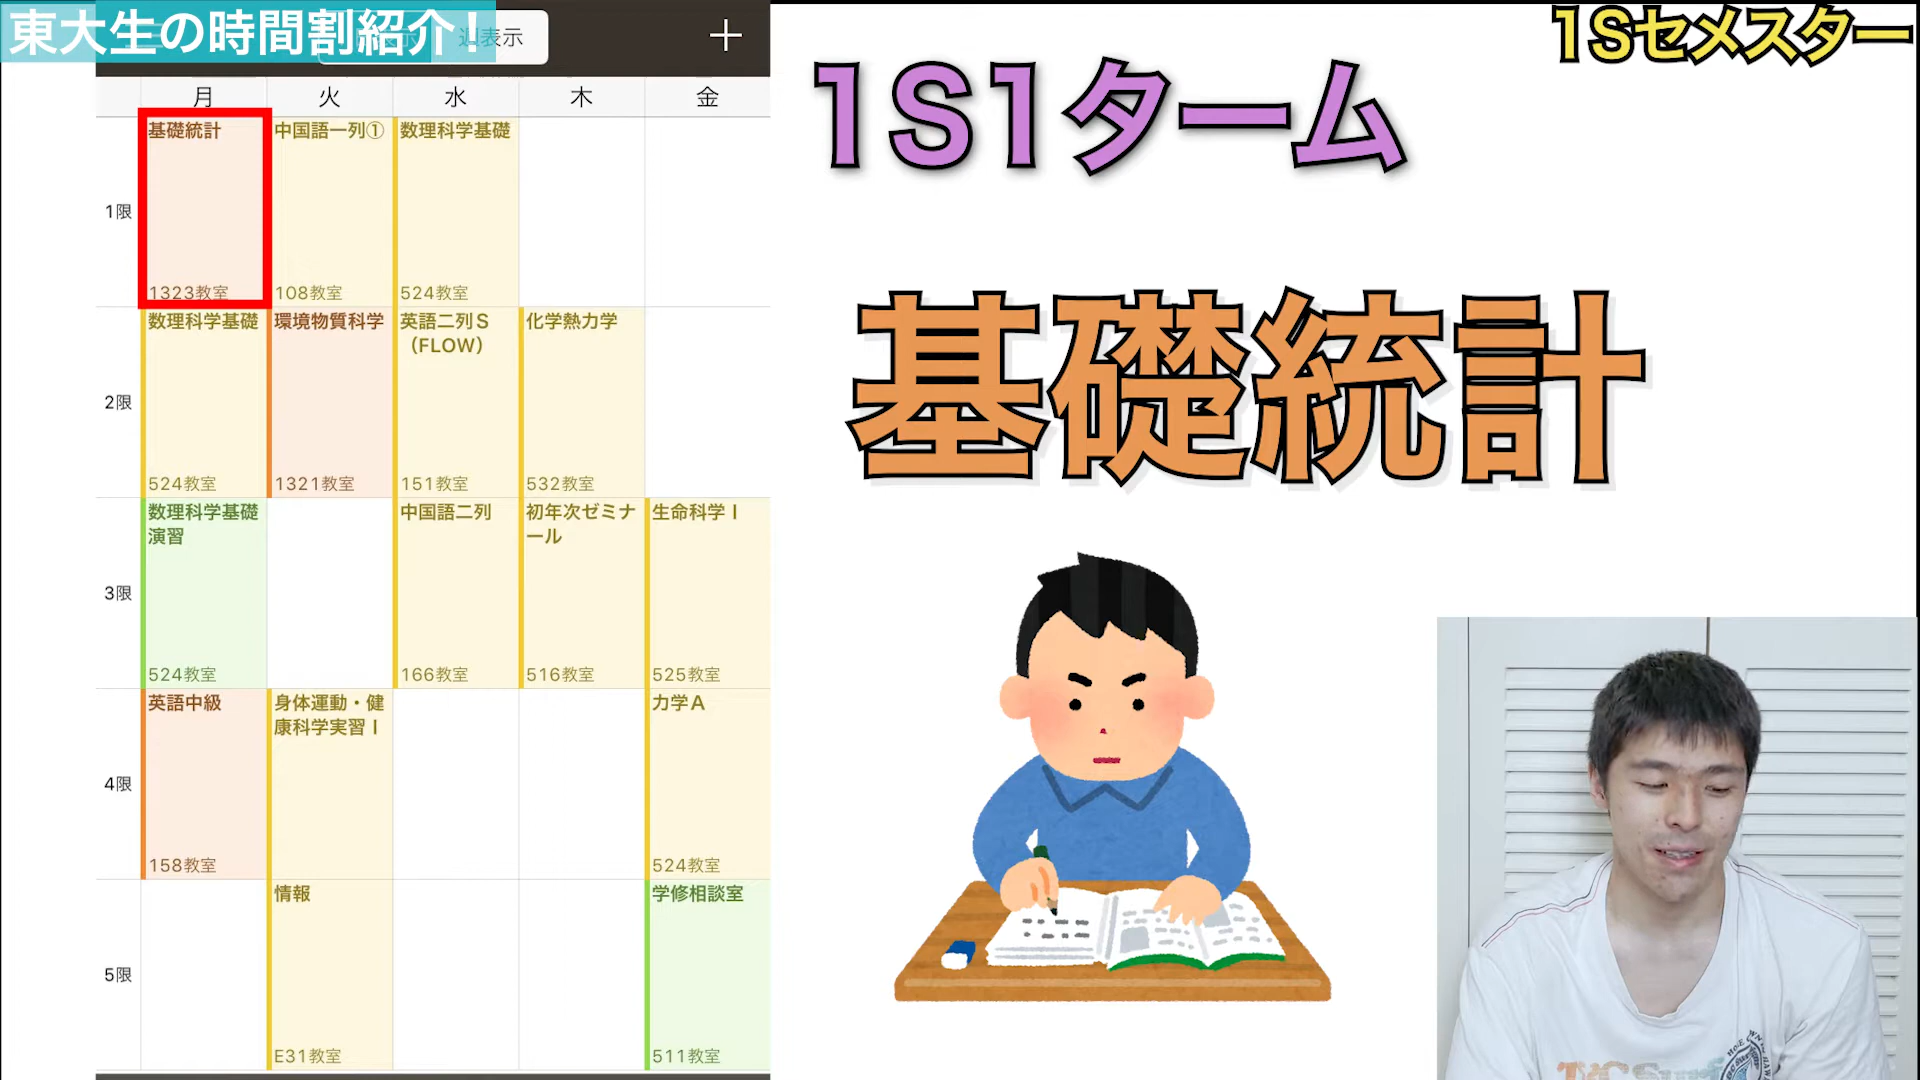 東大生の時間割紹介！
週表示
＋
1Sセメスター
1S1ターム
基礎統計
月 火 水 木 金
1限
基礎統計
1323教室
中国語一列①
108教室
数理科学基礎
524教室
2限
数理科学基礎
524教室
環境物質科学
1321教室
英語二列S
（FLOW）
151教室
化学熱力学
532教室
3限
数理科学基礎
演習
524教室
中国語二列
166教室
初年次ゼミナ
ール
516教室
生命科学Ⅰ
525教室
4限
英語中級
158教室
身体運動・健
康科学実習Ⅰ
力学A
524教室
5限
情報
E31教室
学修相談室
511教室